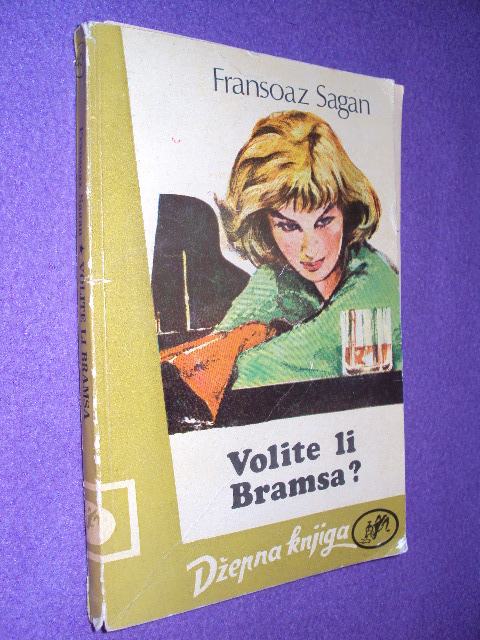 Fransoaz Sagan
Volite li
Bramsa?
Džepna knjiga
Fransoaz Sagan ♦ VOLITE LI BRAMSA